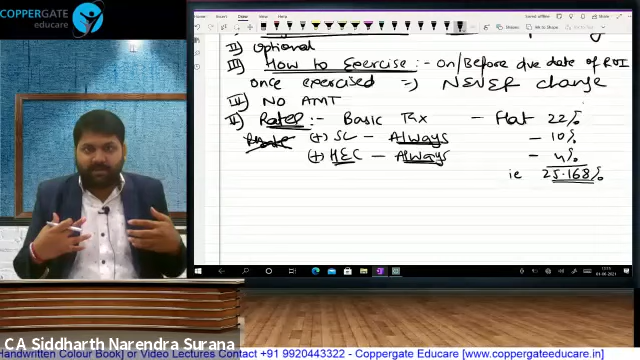 COPPERGATE
educare
II) Optional
III) How to Exercise :- on/Before due date of ROI
once exercised => NEVER change
IV) NO AMT
V) Rates :- Basic Tax - Flat 22%
(+) SC - Always - 10%
(+) HEC - Always - 4%
ie 25.168%
CA Siddharth Narendra Surana
Handwritten Colour Book] or Video Lectures Contact +91 9920443322 - Coppergate Educare [www.coppergateeducare.com]